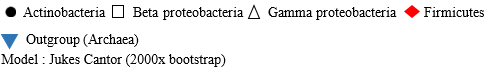 Actinobacteria Beta proteobacteria Gamma proteobacteria Firmicutes
Outgroup (Archaea)
Model : Jukes Cantor (2000x bootstrap)